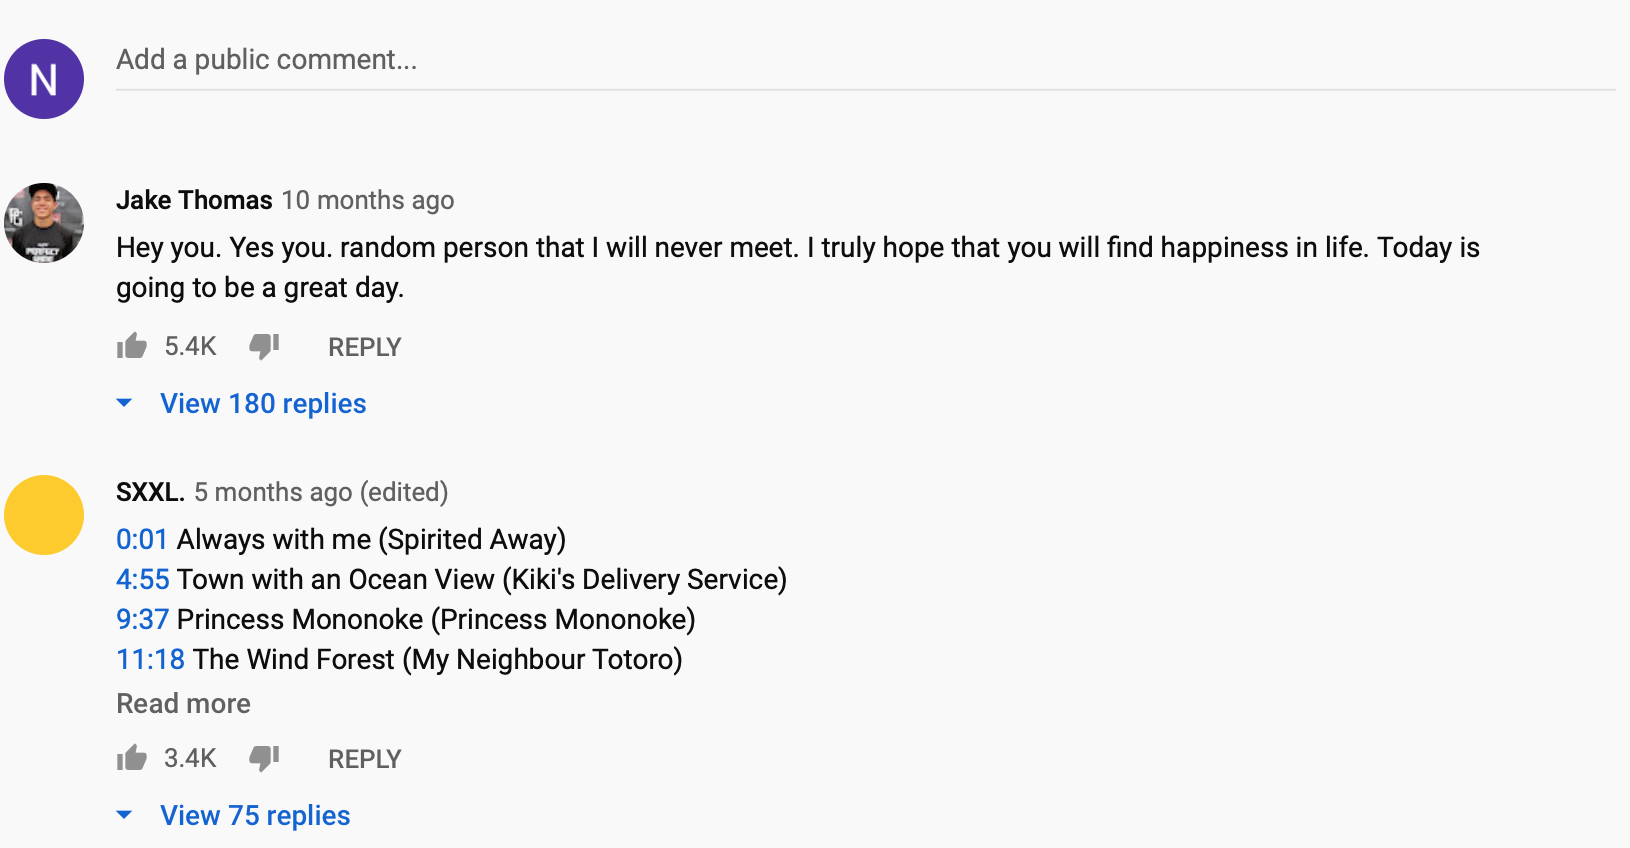 N
Add a public comment...
Jake Thomas 10 months ago
Hey you. Yes you. random person that I will never meet. I truly hope that you will find happiness in life. Today is
going to be a great day.
5.4K REPLY
View 180 replies
SXXL. 5 months ago (edited)
0:01 Always with me (Spirited Away)
4:55 Town with an Ocean View (Kiki's Delivery Service)
9:37 Princess Mononoke (Princess Mononoke)
11:18 The Wind Forest (My Neighbour Totoro)
Read more
3.4K REPLY
View 75 replies